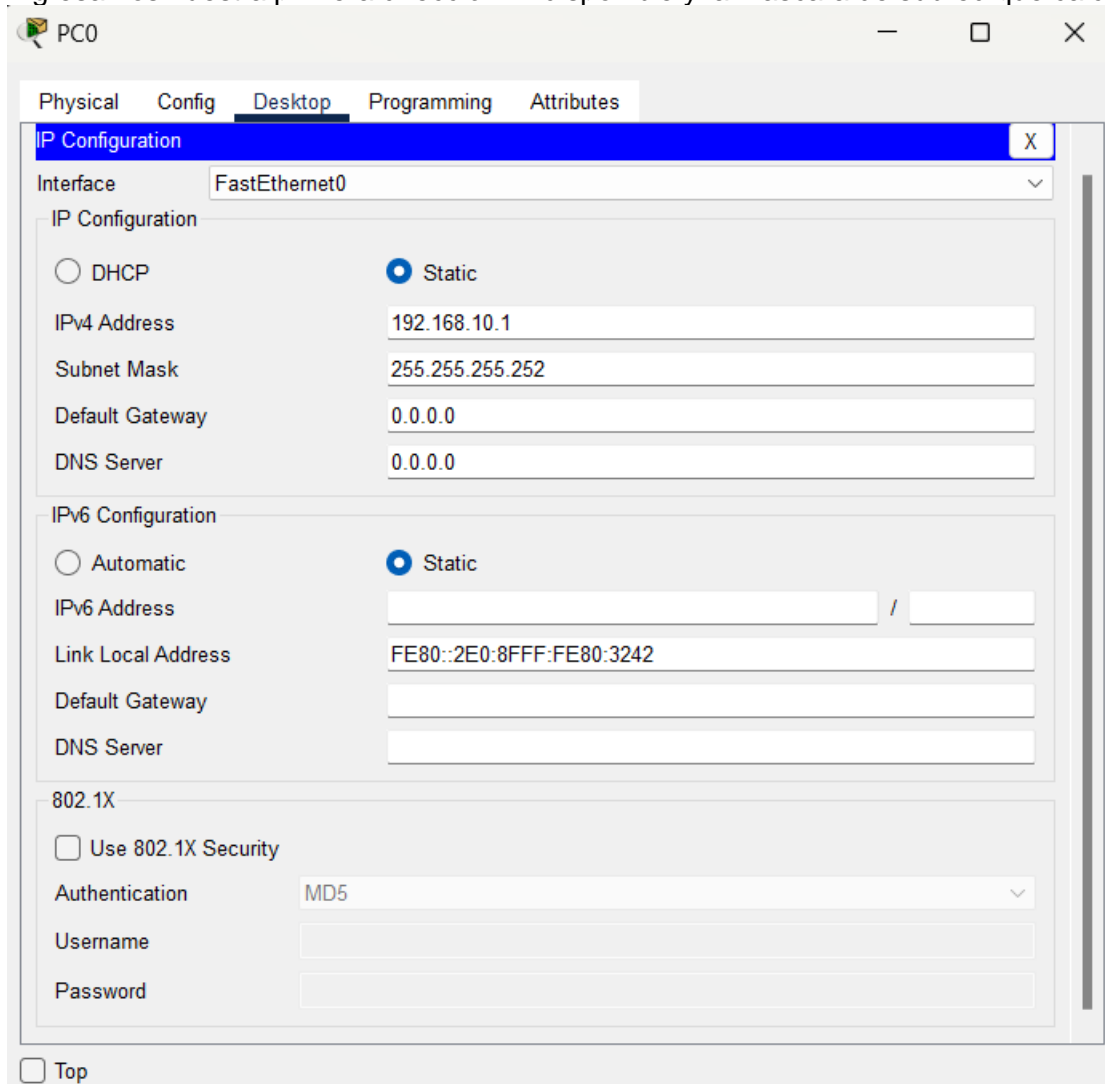 PC0
Physical Config Desktop Programming Attributes
IP Configuration X
Interface FastEthernet0
IP Configuration
DHCP Static
IPv4 Address 192.168.10.1
Subnet Mask 255.255.255.252
Default Gateway 0.0.0.0
DNS Server 0.0.0.0
IPv6 Configuration
Automatic Static
IPv6 Address /
Link Local Address FE80::2E0:8FFF:FE80:3242
Default Gateway
DNS Server
802.1X
Use 802.1X Security
Authentication MD5
Username
Password
Top